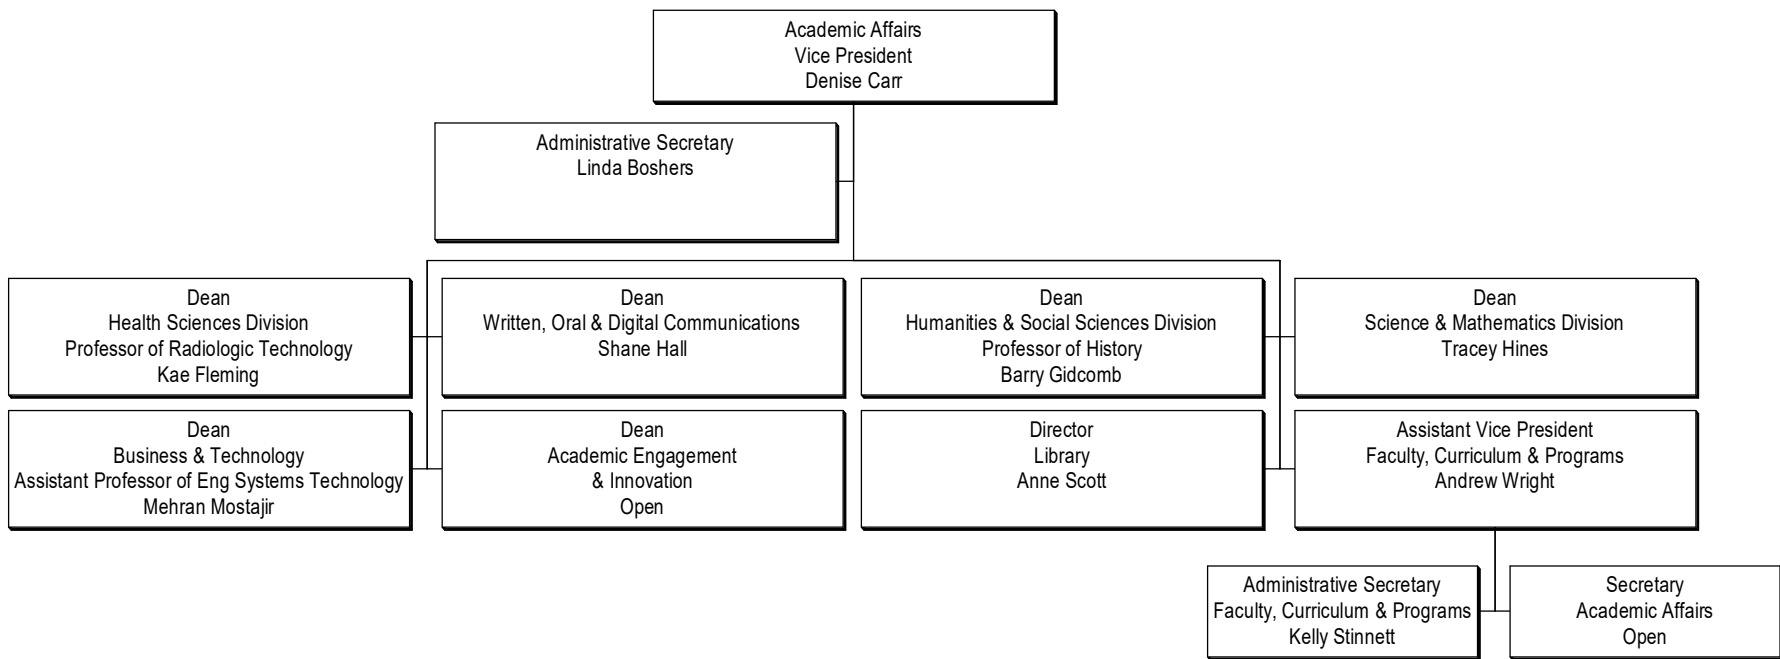 Academic Affairs
Vice President
Denise Carr
Administrative Secretary
Linda Boshers
Dean
Health Sciences Division
Professor of Radiologic Technology
Kae Fleming
Dean
Written, Oral & Digital Communications
Shane Hall
Dean
Humanities & Social Sciences Division
Professor of History
Barry Gidcomb
Dean
Science & Mathematics Division
Tracey Hines
Dean
Business & Technology
Assistant Professor of Eng Systems Technology
Mehran Mostajir
Dean
Academic Engagement
& Innovation
Open
Director
Library
Anne Scott
Assistant Vice President
Faculty, Curriculum & Programs
Andrew Wright
Administrative Secretary
Faculty, Curriculum & Programs
Kelly Stinnett
Secretary
Academic Affairs
Open